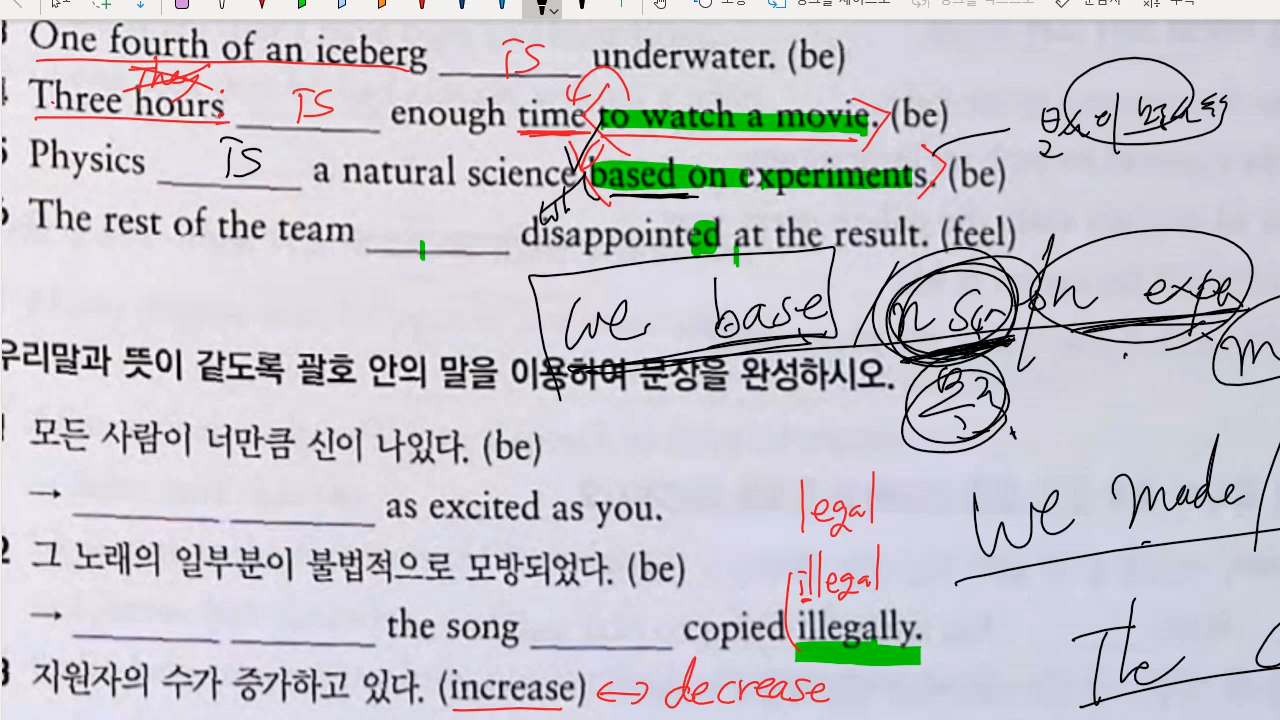 One fourth of an iceberg is underwater. (be)
They
Three hours is enough time to watch a movie. (be)
Physics is a natural science based on experiments. (be)
The rest of the team disappointed at the result. (feel)
we base n scin on expe
우리말과 뜻이 같도록 괄호 안의 말을 이용하여 문장을 완성하시오.
모든 사람이 너만큼 신이 나있다. (be)
→ as excited as you.
legal
we made
2 그 노래의 일부분이 불법적으로 모방되었다. (be)
illegal
→ the song copied illegally.
The
3 지원자의 수가 증가하고 있다. (increase) ↔ decrease